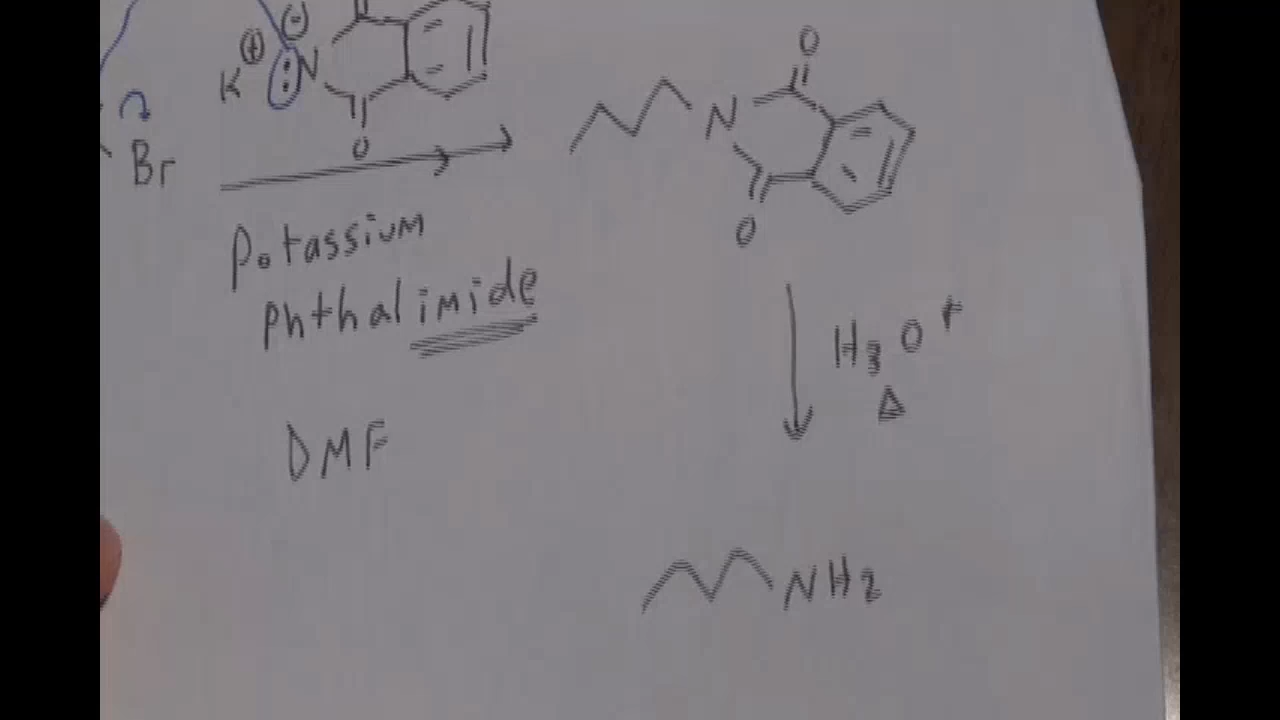 K⊕ ⊖
N
O
Br
Potassium
phthalimide
DMF
O
N
O
H3O+
Δ
NH2